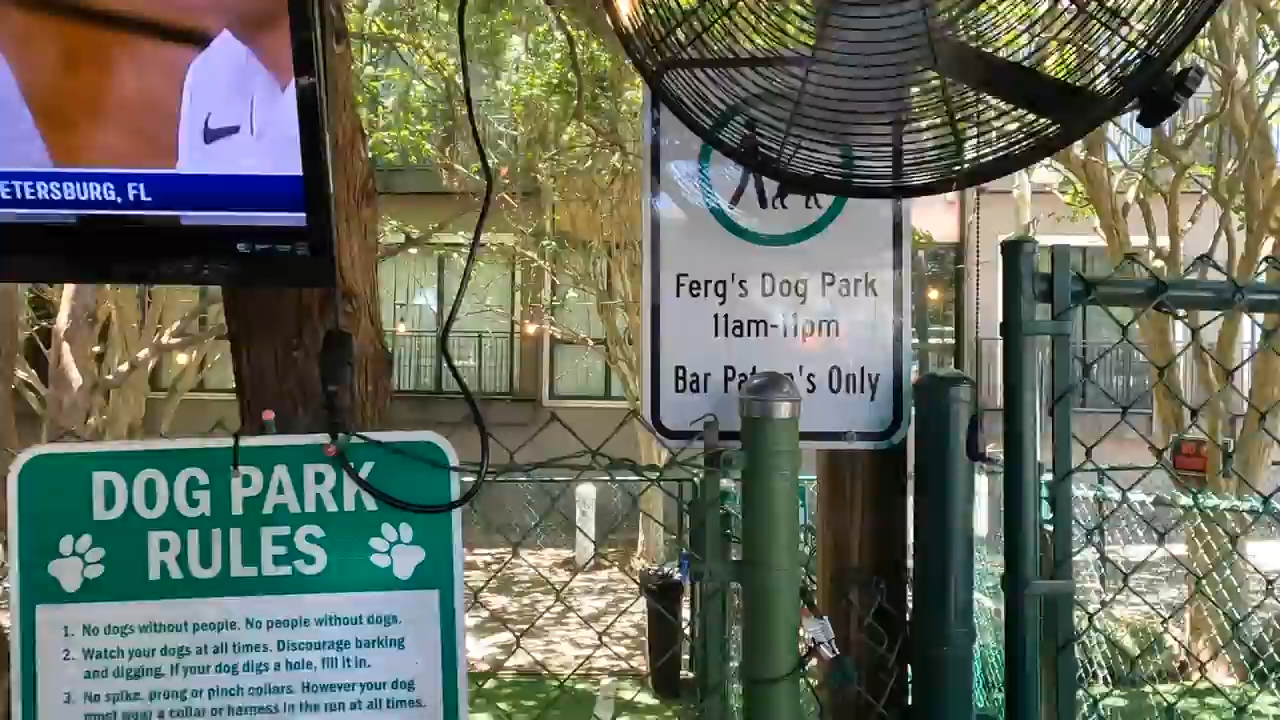 ETERSBURG, FL
Ferg's Dog Park
11am-11pm
Bar Patron's Only
DOG PARK
RULES
1. No dogs without people. No people without dogs.
2. Watch your dogs at all times. Discourage barking
and digging. If your dog digs a hole, fill it in.
3. No spike, prong or pinch collars. However your dog
must wear a collar or harness in the run at all times.